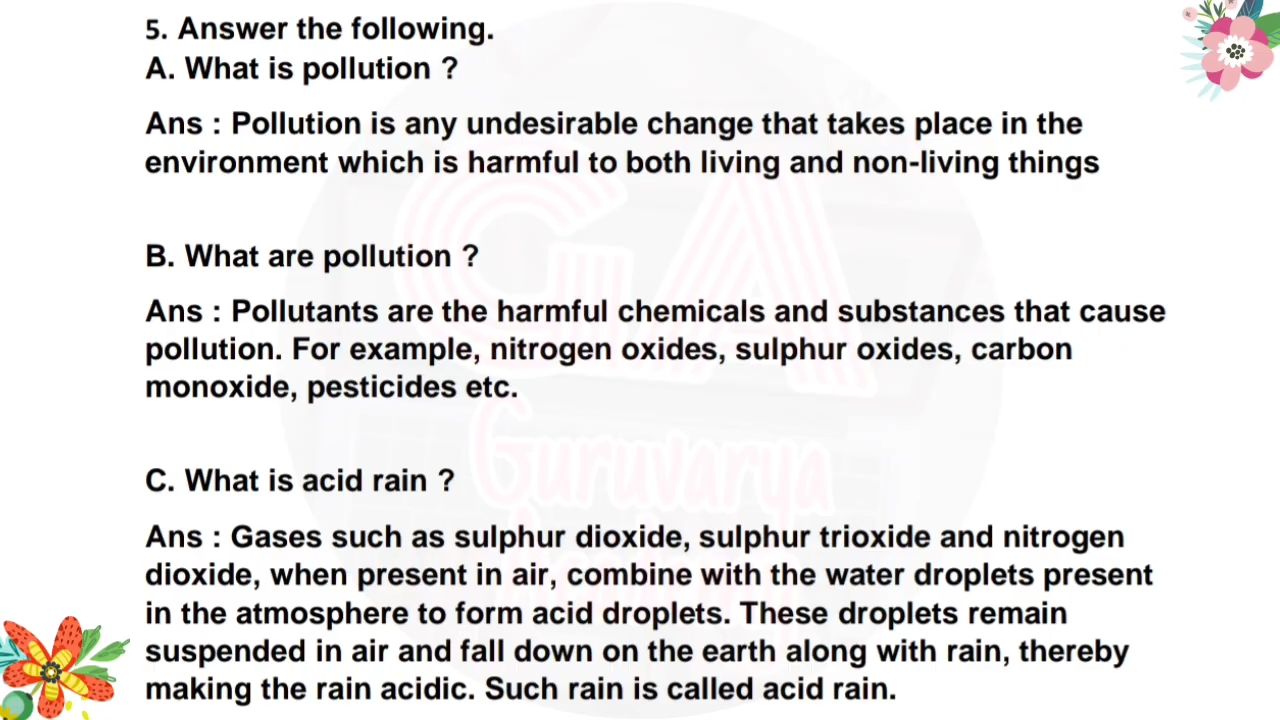 5. Answer the following.
A. What is pollution ?
Ans : Pollution is any undesirable change that takes place in the
environment which is harmful to both living and non-living things
B. What are pollution ?
Ans : Pollutants are the harmful chemicals and substances that cause
pollution. For example, nitrogen oxides, sulphur oxides, carbon
monoxide, pesticides etc.
C. What is acid rain ?
Ans : Gases such as sulphur dioxide, sulphur trioxide and nitrogen
dioxide, when present in air, combine with the water droplets present
in the atmosphere to form acid droplets. These droplets remain
suspended in air and fall down on the earth along with rain, thereby
making the rain acidic. Such rain is called acid rain.
GA
Guruvarya
Academy